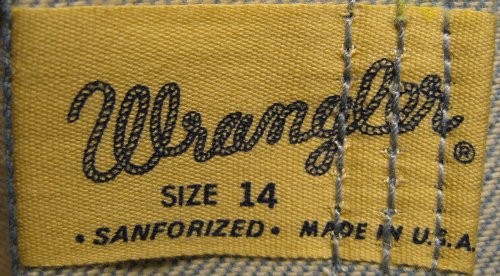 Wrangler®
SIZE 14
• SANFORIZED • MADE IN U.S.A.